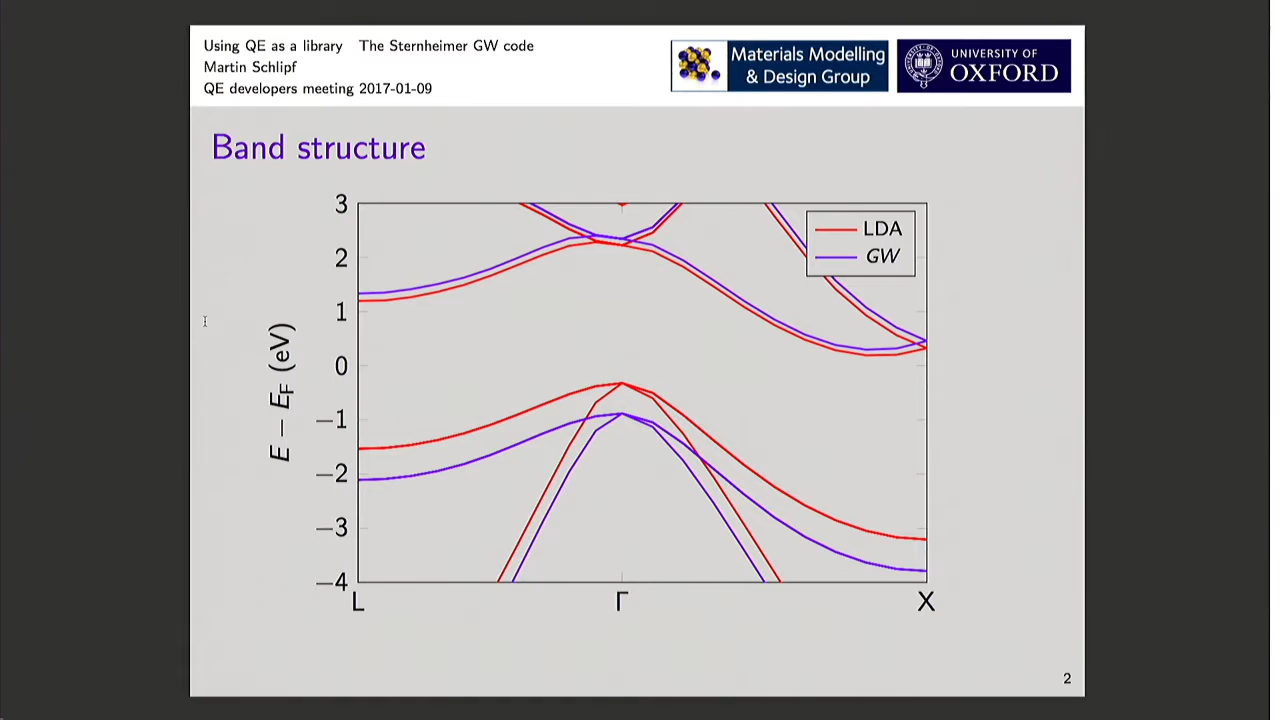 Using QE as a library The Sternheimer GW code
Martin Schlipf
QE developers meeting 2017-01-09
Materials Modelling
& Design Group
UNIVERSITY OF
OXFORD
Band structure
3
2
1
0
−1
−2
−3
−4
E − EF (eV)
LDA
GW
L Γ X
2